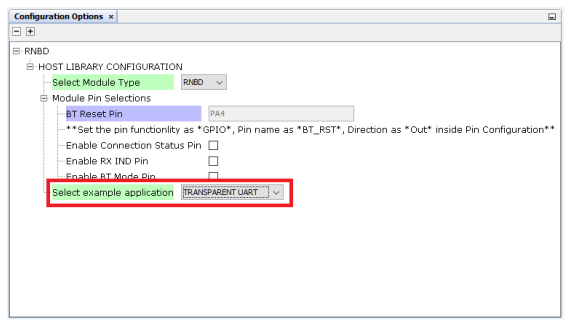 Configuration Options ×
RNBD
HOST LIBRARY CONFIGURATION
Select Module Type RNBD
Module Pin Selections
BT Reset Pin PA4
**Set the pin functionlity as *GPIO*, Pin name as *BT_RST*, Direction as *Out* inside Pin Configuration**
Enable Connection Status Pin
Enable RX IND Pin
Enable BT Mode Pin
Select example application TRANSPARENT UART